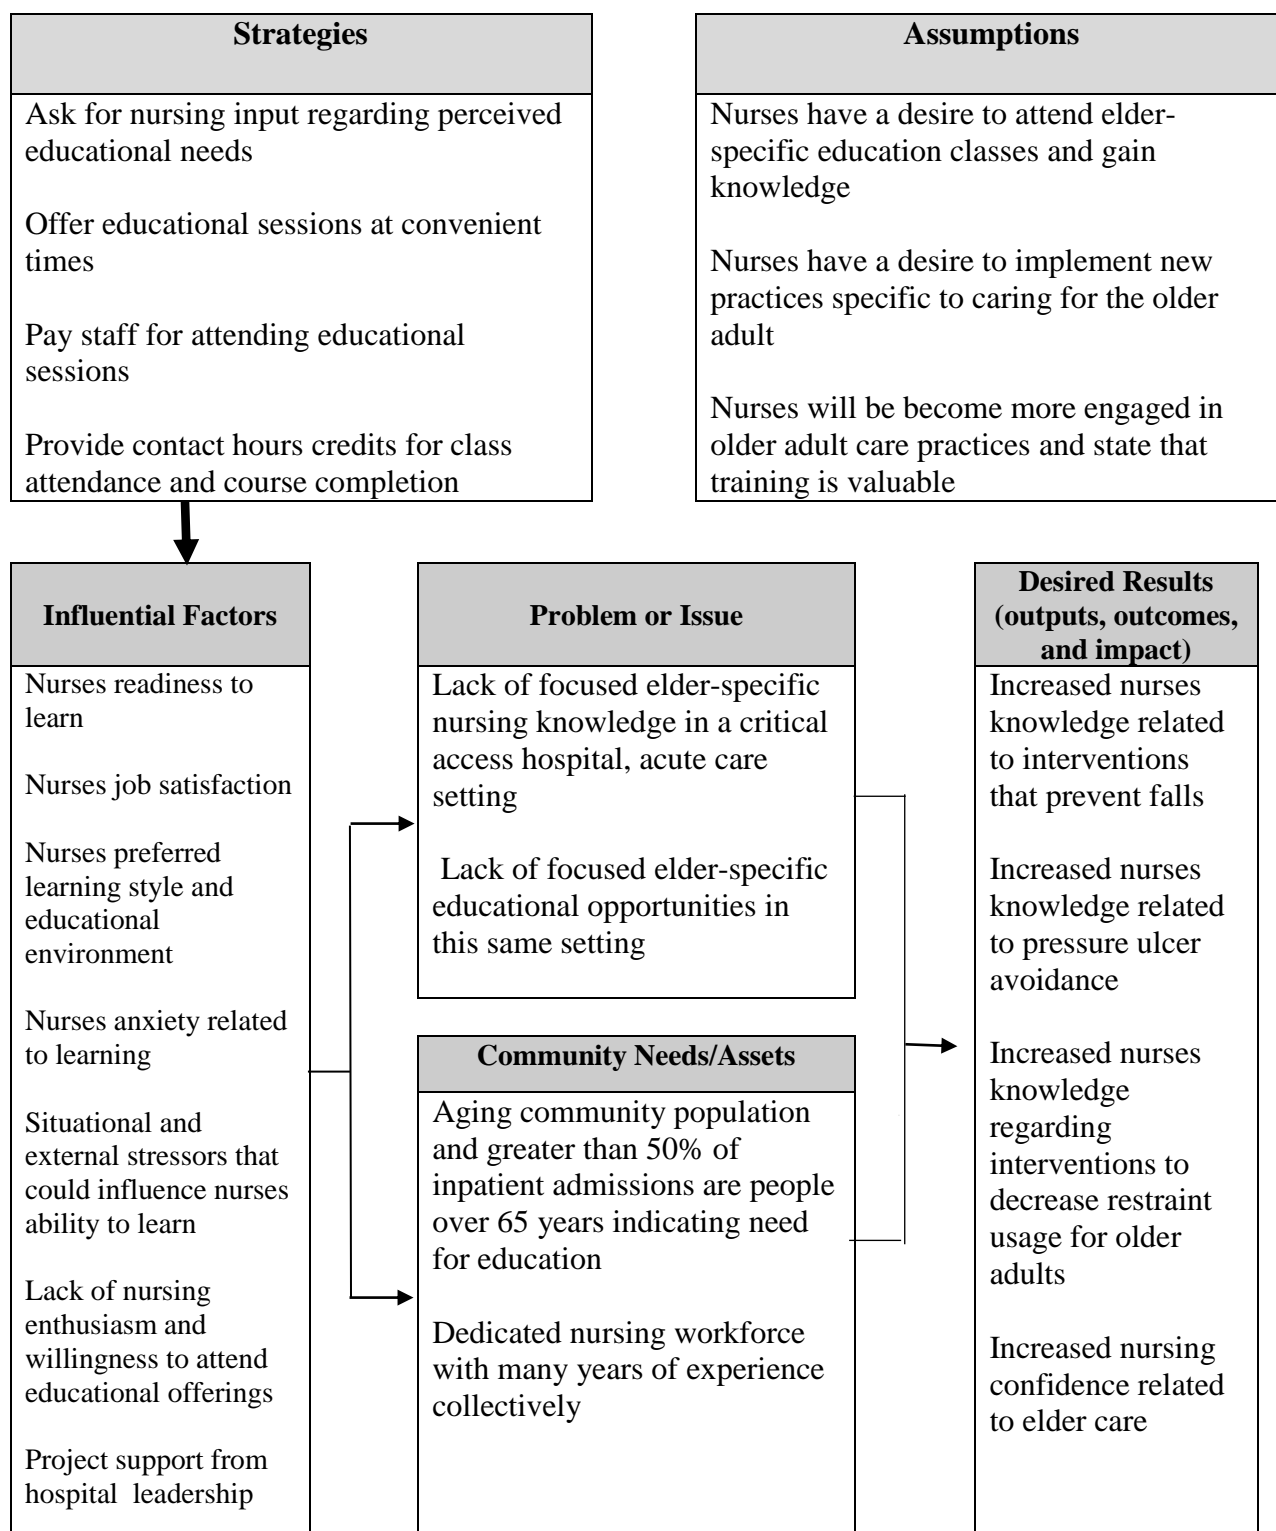 Strategies
Ask for nursing input regarding perceived
educational needs
Offer educational sessions at convenient
times
Pay staff for attending educational
sessions
Provide contact hours credits for class
attendance and course completion
Assumptions
Nurses have a desire to attend elder-
specific education classes and gain
knowledge
Nurses have a desire to implement new
practices specific to caring for the older
adult
Nurses will be become more engaged in
older adult care practices and state that
training is valuable
Influential Factors
Nurses readiness to
learn
Nurses job satisfaction
Nurses preferred
learning style and
educational
environment
Nurses anxiety related
to learning
Situational and
external stressors that
could influence nurses
ability to learn
Lack of nursing
enthusiasm and
willingness to attend
educational offerings
Project support from
hospital leadership
Problem or Issue
Lack of focused elder-specific
nursing knowledge in a critical
access hospital, acute care
setting
Lack of focused elder-specific
educational opportunities in
this same setting
Community Needs/Assets
Aging community population
and greater than 50% of
inpatient admissions are people
over 65 years indicating need
for education
Dedicated nursing workforce
with many years of experience
collectively
Desired Results
(outputs, outcomes,
and impact)
Increased nurses
knowledge related
to interventions
that prevent falls
Increased nurses
knowledge related
to pressure ulcer
avoidance
Increased nurses
knowledge
regarding
interventions to
decrease restraint
usage for older
adults
Increased nursing
confidence related
to elder care